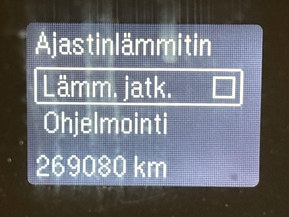 Ajastinlämmitin
Lämm. jatk.
Ohjelmointi
269080 km